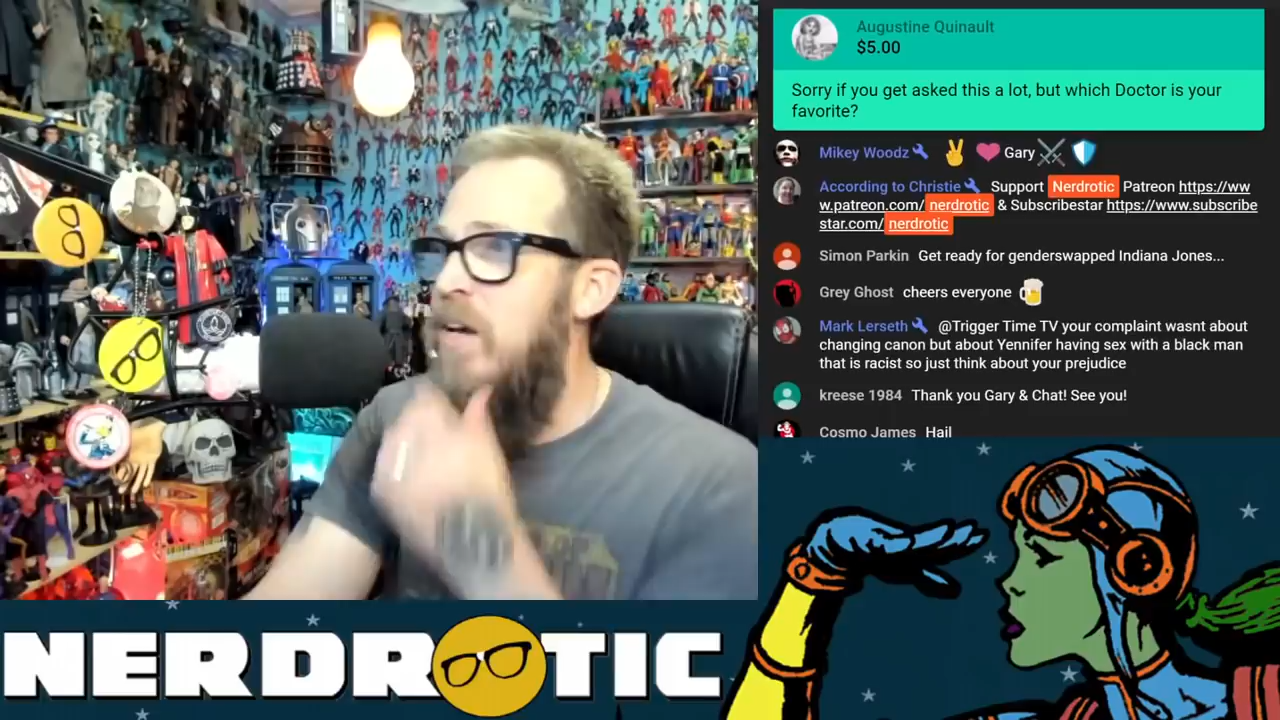 Augustine Quinault
$5.00
Sorry if you get asked this a lot, but which Doctor is your
favorite?
Mikey Woodz ✌ ❤ Gary ⚔ 🛡
According to Christie Support Nerdrotic Patreon https://ww
w.patreon.com/nerdrotic & Subscribestar https://www.subscribe
star.com/nerdrotic
Simon Parkin Get ready for genderswapped Indiana Jones...
Grey Ghost cheers everyone 🍺
Mark Lerseth @Trigger Time TV your complaint wasnt about
changing canon but about Yennifer having sex with a black man
that is racist so just think about your prejudice
kreese 1984 Thank you Gary & Chat! See you!
Cosmo James Hail
NERDROTIC